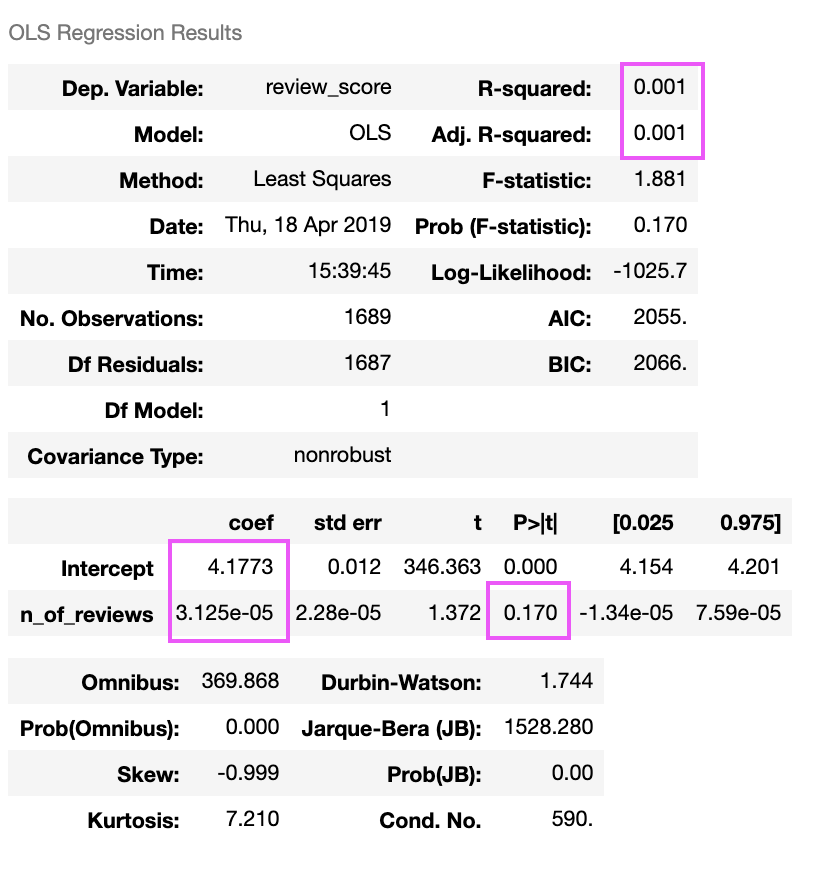 OLS Regression Results
Dep. Variable: review_score R-squared: 0.001
Model: OLS Adj. R-squared: 0.001
Method: Least Squares F-statistic: 1.881
Date: Thu, 18 Apr 2019 Prob (F-statistic): 0.170
Time: 15:39:45 Log-Likelihood: -1025.7
No. Observations: 1689 AIC: 2055.
Df Residuals: 1687 BIC: 2066.
Df Model: 1
Covariance Type: nonrobust
coef std err t P>|t| [0.025 0.975]
Intercept 4.1773 0.012 346.363 0.000 4.154 4.201
n_of_reviews 3.125e-05 2.28e-05 1.372 0.170 -1.34e-05 7.59e-05
Omnibus: 369.868 Durbin-Watson: 1.744
Prob(Omnibus): 0.000 Jarque-Bera (JB): 1528.280
Skew: -0.999 Prob(JB): 0.00
Kurtosis: 7.210 Cond. No. 590.